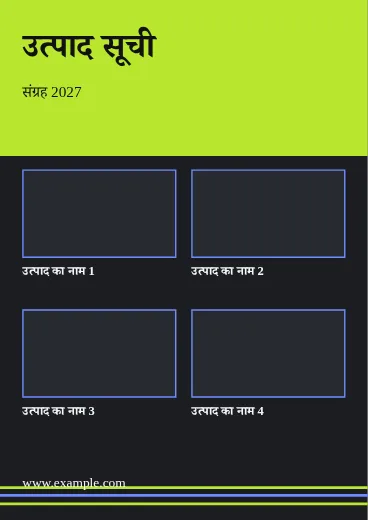 उत्पाद सूची
संग्रह 2027
उत्पाद का नाम 1
उत्पाद का नाम 2
उत्पाद का नाम 3
उत्पाद का नाम 4
www.example.com